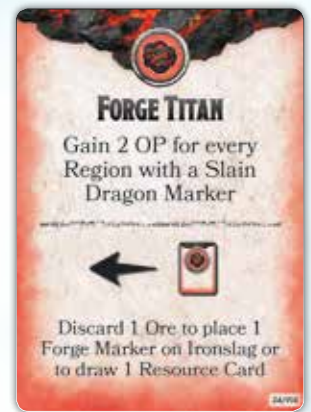 FORGE TITAN
Gain 2 OP for every
Region with a Slain
Dragon Marker
Discard 1 Ore to place 1
Forge Marker on Ironslag or
to draw 1 Resource Card